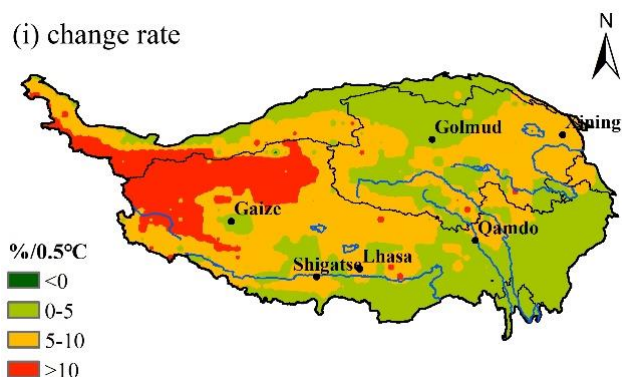 (i) change rate
N
Xining
Golmud
Gaize
Qamdo
Lhasa
Shigatse
%/0.5℃
<0
0-5
5-10
>10